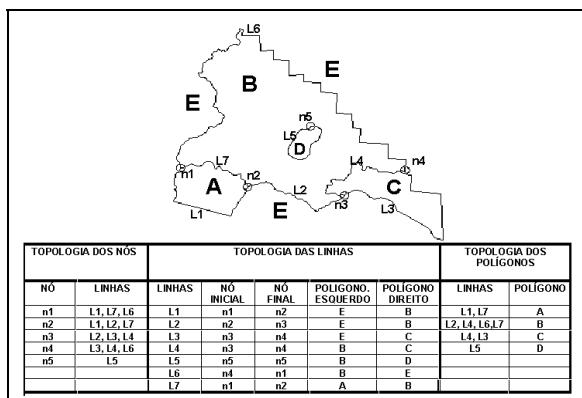 L6
E
B
E
n5
L5
D
L7
L4
n4
n1
A
n2
L2
C
n3
E
L3
L1
TOPOLOGIA DOS NÓS TOPOLOGIA DAS LINHAS TOPOLOGIA DOS POLÍGONOS
NÓ LINHAS LINHAS NÓ INICIAL NÓ FINAL POLIGONO. ESQUERDO POLÍGONO DIREITO LINHAS POLÍGONO
n1 L1, L7, L6 L1 n1 n2 E B L1, L7 A
n2 L1, L2, L7 L2 n2 n3 E B L2, L4, L6,L7 B
n3 L2, L3, L4 L3 n3 n4 E C L4, L3 C
n4 L3, L4, L6 L4 n3 n4 B C L5 D
n5 L5 L5 n5 n5 B D
L6 n4 n1 B E
L7 n1 n2 A B